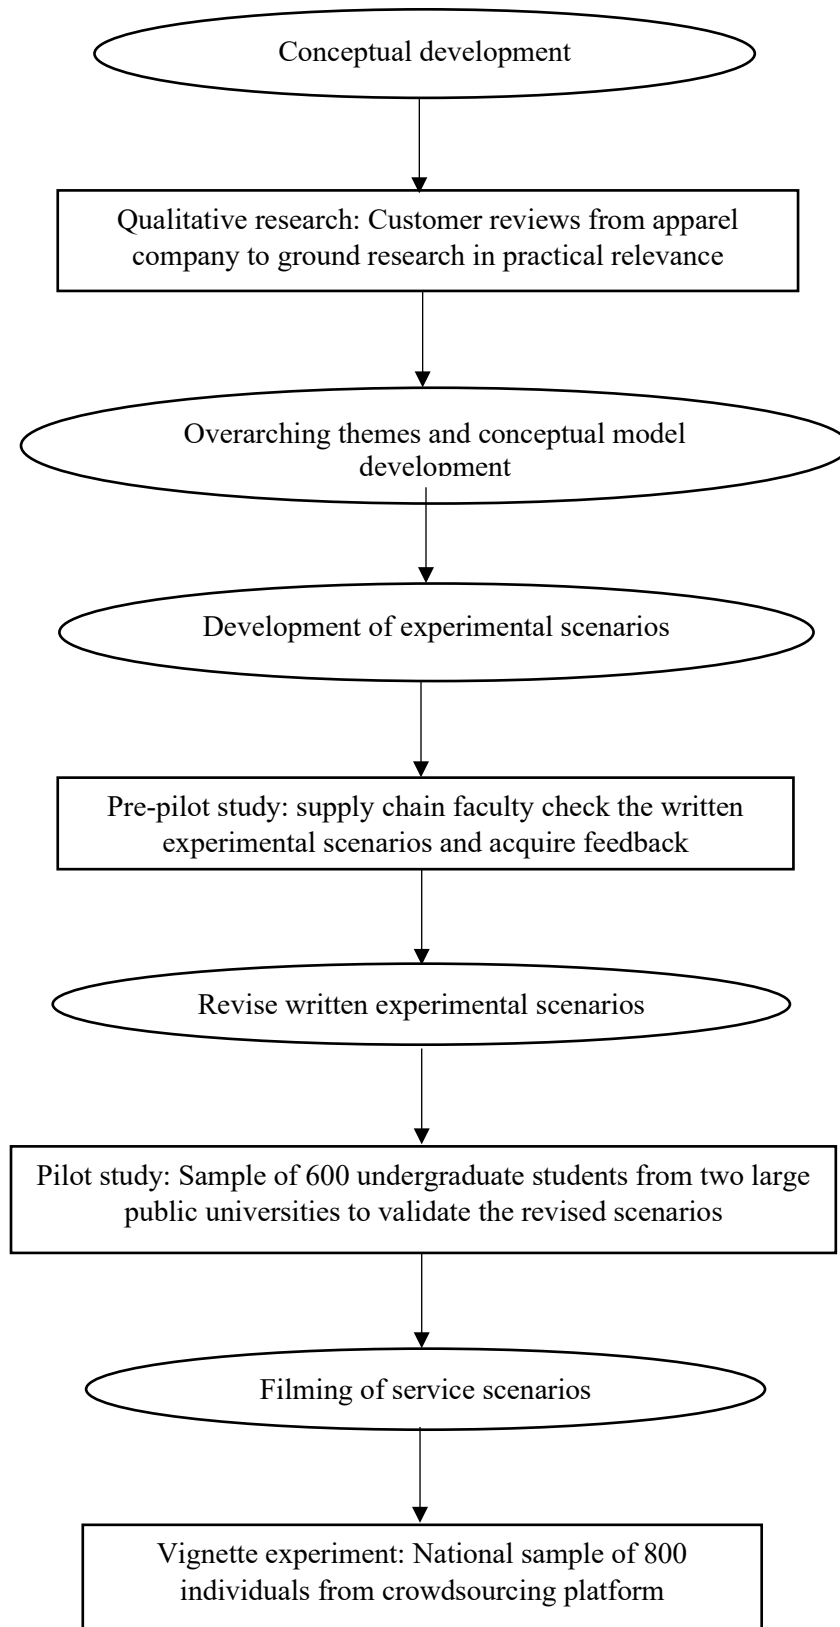 Conceptual development
Qualitative research: Customer reviews from apparel
company to ground research in practical relevance
Overarching themes and conceptual model
development
Development of experimental scenarios
Pre-pilot study: supply chain faculty check the written
experimental scenarios and acquire feedback
Revise written experimental scenarios
Pilot study: Sample of 600 undergraduate students from two large
public universities to validate the revised scenarios
Filming of service scenarios
Vignette experiment: National sample of 800
individuals from crowdsourcing platform